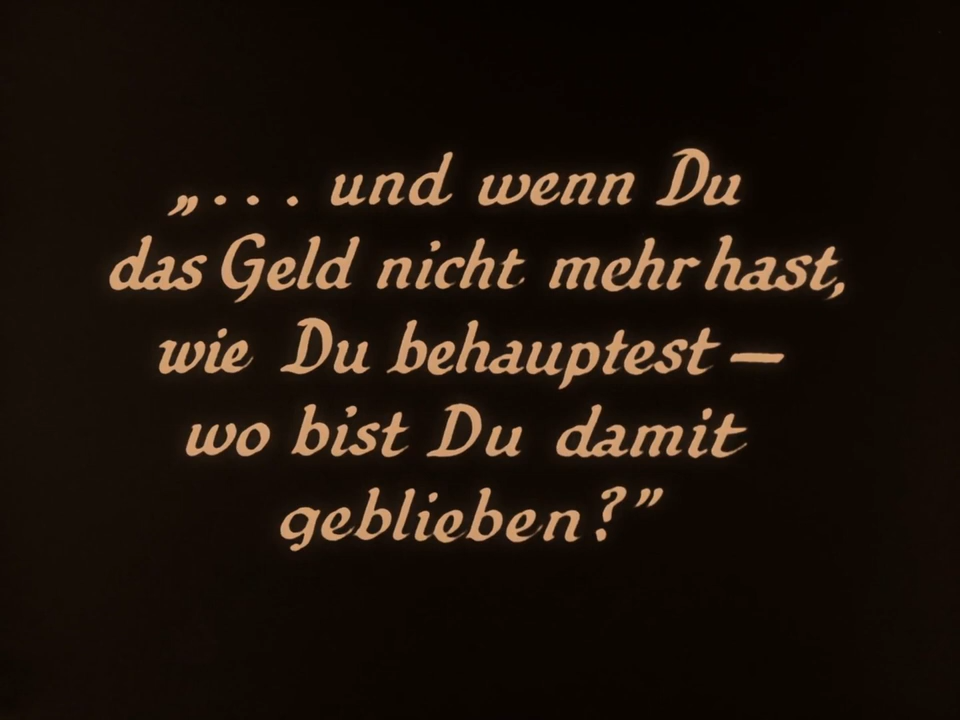 „... und wenn Du
das Geld nicht mehr hast,
wie Du behauptest —
wo bist Du damit
geblieben?”